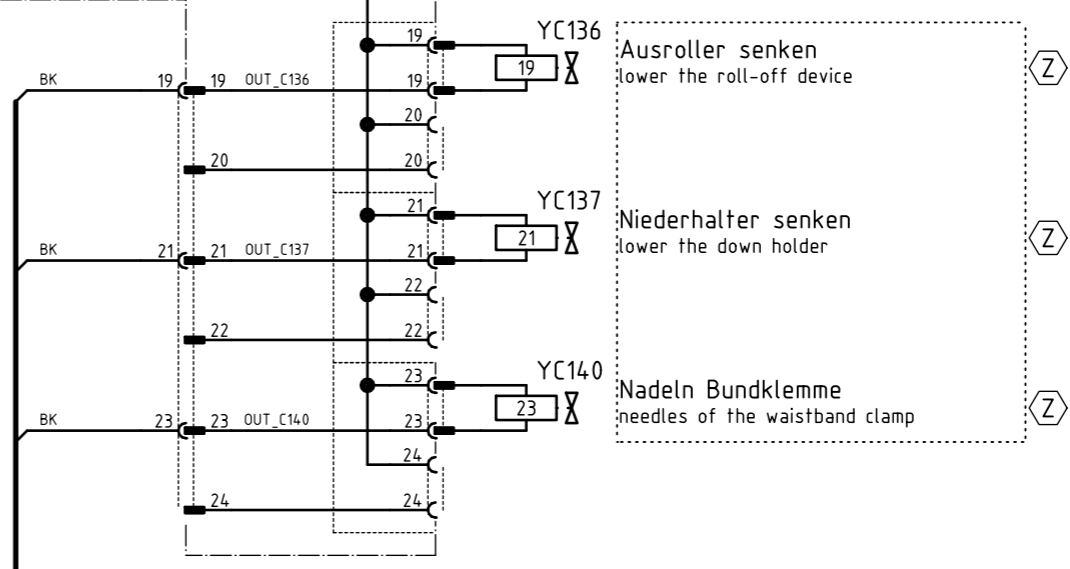 19 YC136
Ausroller senken
19
lower the roll-off device
Z
BK 19 19 OUT_C136 19
20
20 20
21 YC137
Niederhalter senken
21
lower the down holder
Z
BK 21 21 OUT_C137 21
22
22 22
23 YC140
Nadeln Bundklemme
23
needles of the waistband clamp
Z
BK 23 23 OUT_C140 23
24
24 24